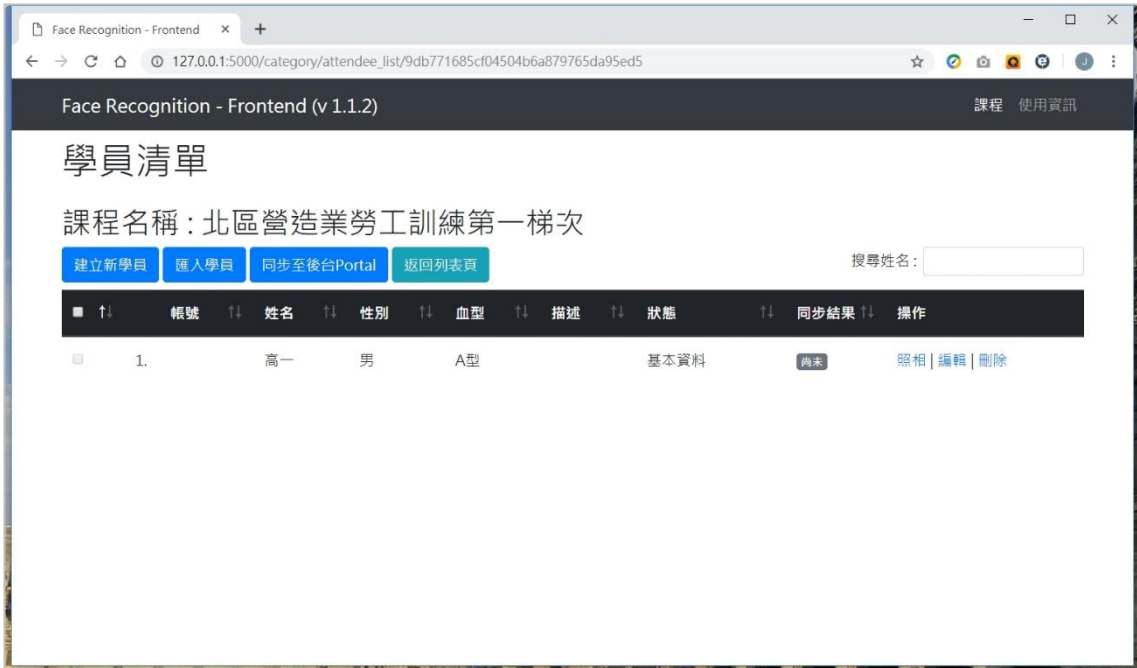 Face Recognition - Frontend
127.0.0.1:5000/category/attendee_list/9db771685cf04504b6a879765da95ed5
Face Recognition - Frontend (v 1.1.2) 課程 使用資訊
學員清單
課程名稱 : 北區營造業勞工訓練第一梯次
建立新學員 匯入學員 同步至後台Portal 返回列表頁 搜尋姓名 :
帳號 姓名 性別 血型 描述 狀態 同步結果 操作
1. 高一 男 A型 基本資料 尚未 照相 | 編輯 | 刪除